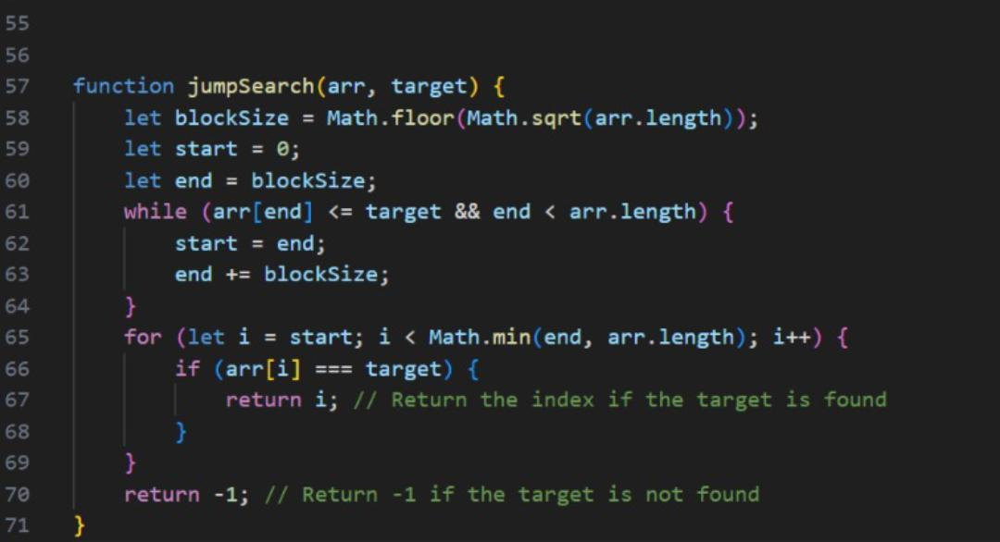 55
56
57 function jumpSearch(arr, target) {
58 let blockSize = Math.floor(Math.sqrt(arr.length));
59 let start = 0;
60 let end = blockSize;
61 while (arr[end] <= target && end < arr.length) {
62 start = end;
63 end += blockSize;
64 }
65 for (let i = start; i < Math.min(end, arr.length); i++) {
66 if (arr[i] === target) {
67 return i; // Return the index if the target is found
68 }
69 }
70 return -1; // Return -1 if the target is not found
71 }